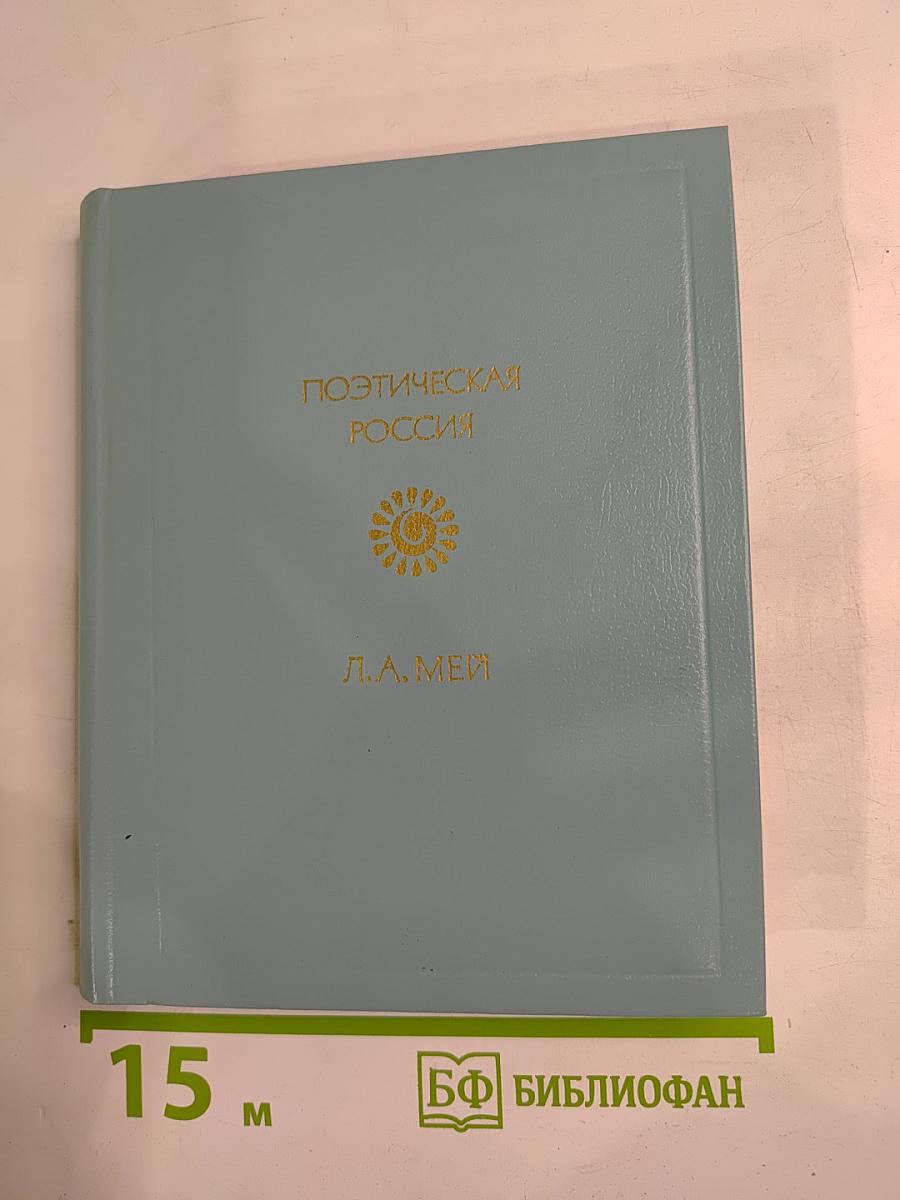 ПОЭТИЧЕСКАЯ
РОССИЯ
Л.А.МЕЙ
15 м
БФ БИБЛИОФАН